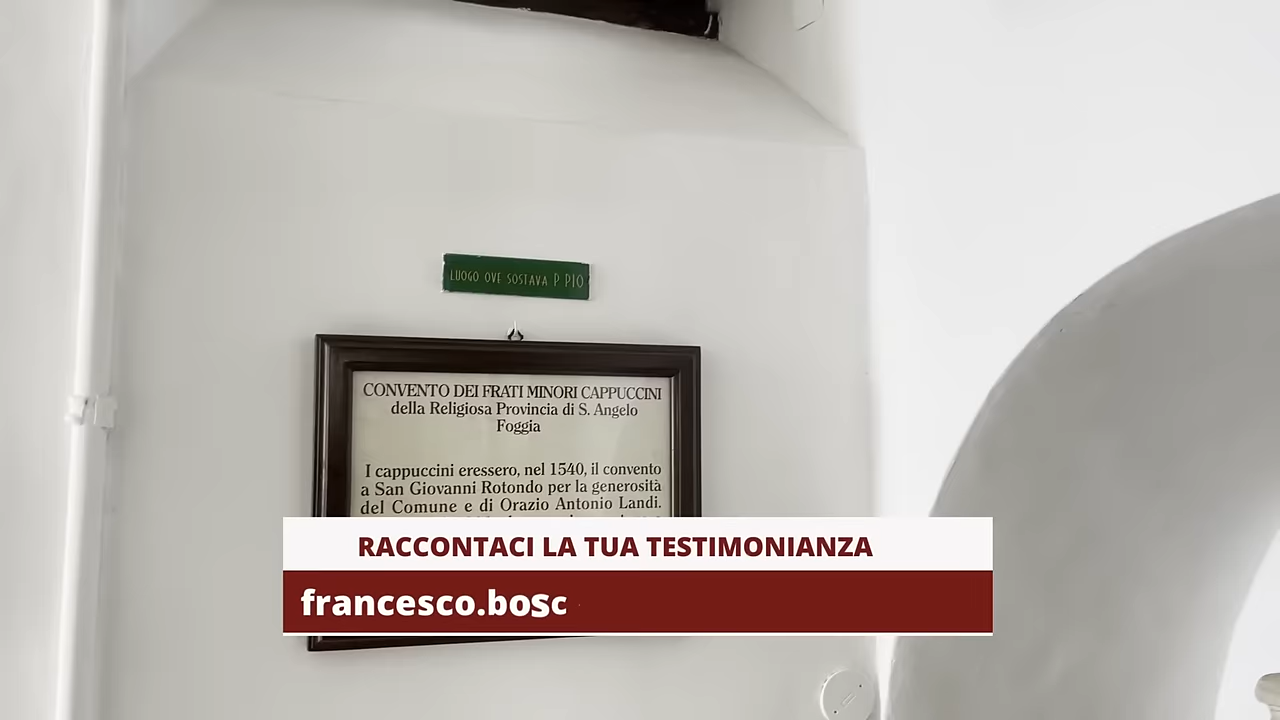 LUOGO OVE SOSTAVA P PIO
CONVENTO DEI FRATI MINORI CAPPUCCINI
della Religiosa Provincia di S. Angelo
Foggia
I cappuccini eressero, nel 1540, il convento
a San Giovanni Rotondo per la generosità
del Comune e di Orazio Antonio Landi.
RACCONTACI LA TUA TESTIMONIANZA
francesco.bosc